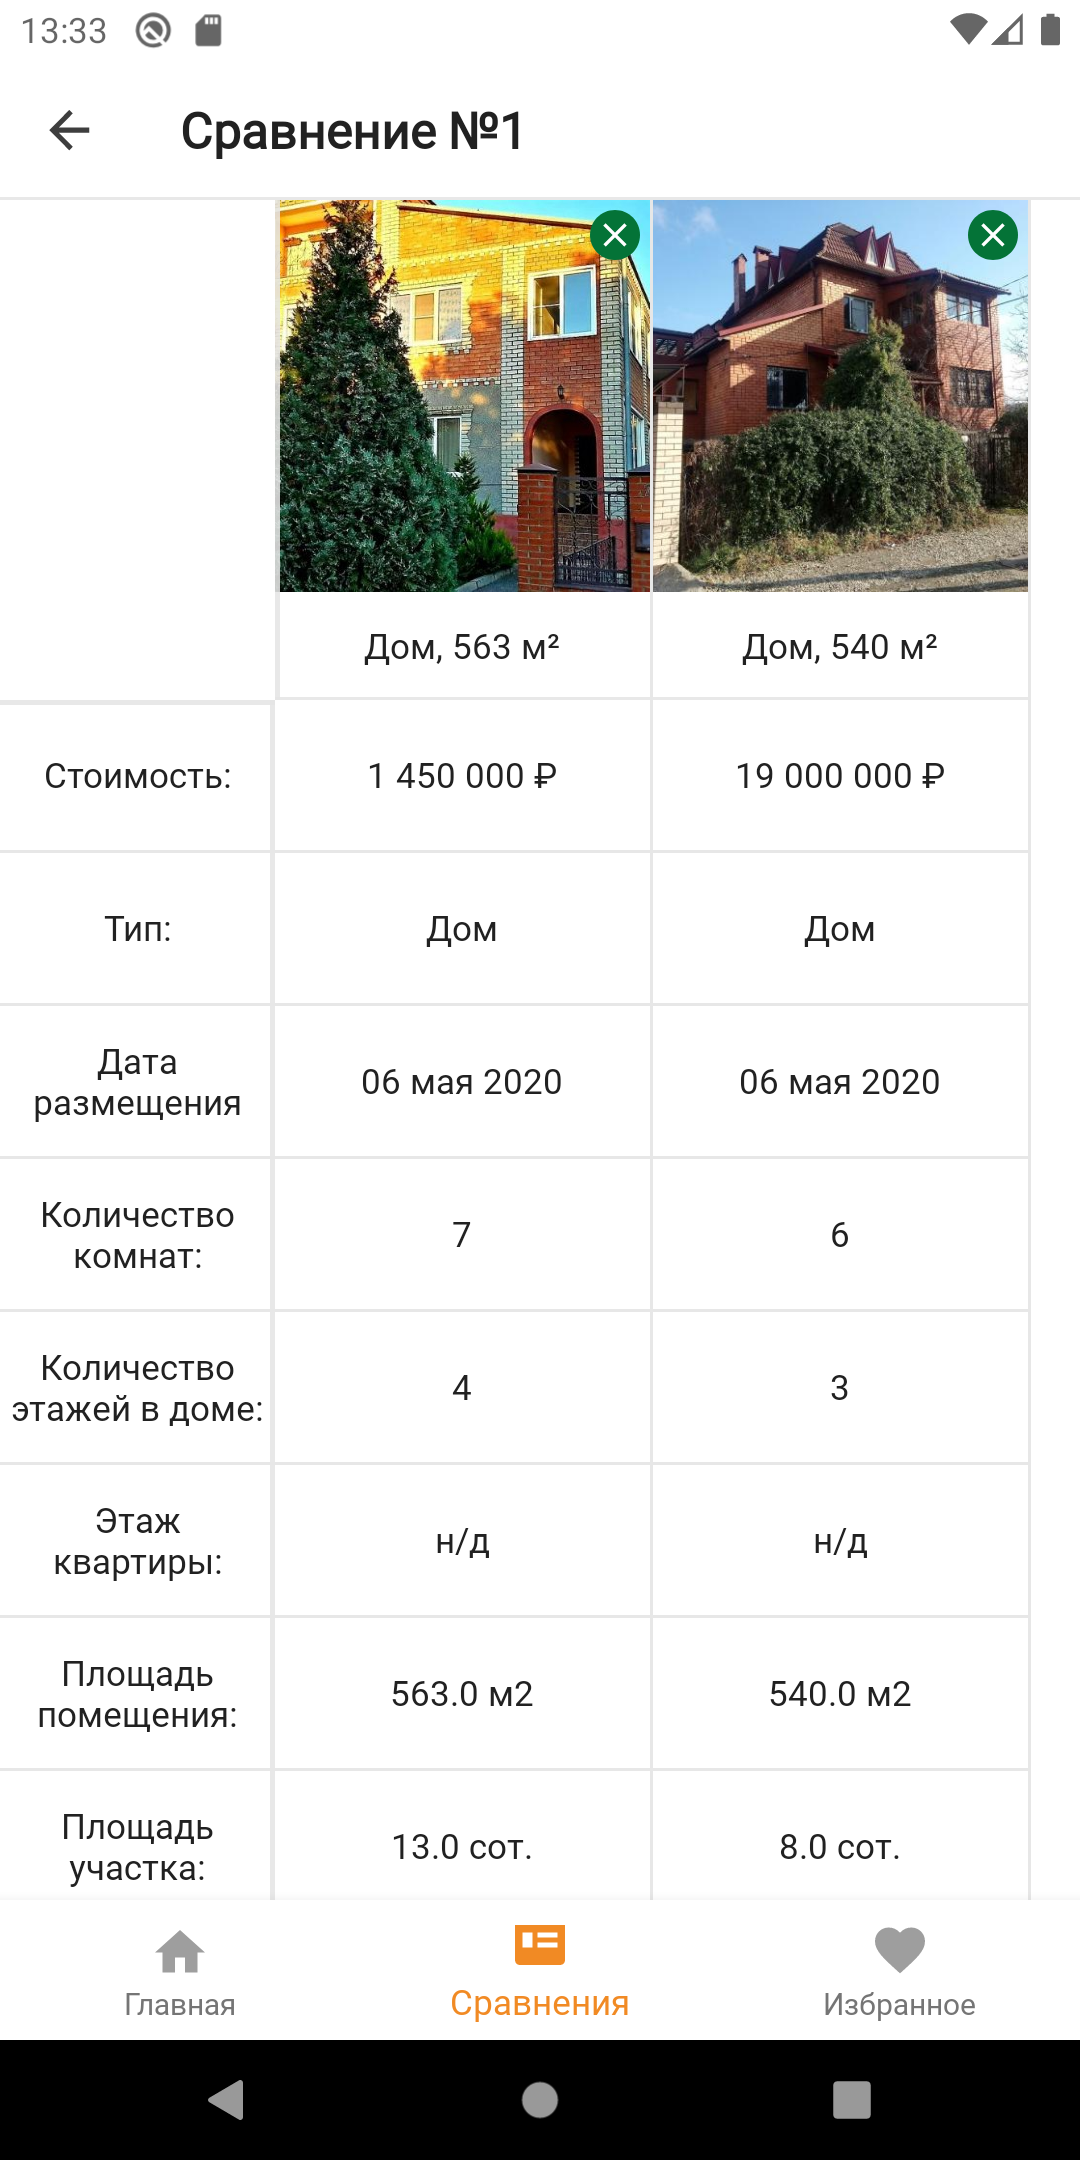 13:33
Сравнение №1
Дом, 563 м²
Дом, 540 м²
Стоимость:
1 450 000 ₽
19 000 000 ₽
Тип:
Дом
Дом
Дата
размещения
06 мая 2020
06 мая 2020
Количество
комнат:
7
6
Количество
этажей в доме:
4
3
Этаж
квартиры:
н/д
н/д
Площадь
помещения:
563.0 м2
540.0 м2
Площадь
участка:
13.0 сот.
8.0 сот.
Главная
Сравнения
Избранное